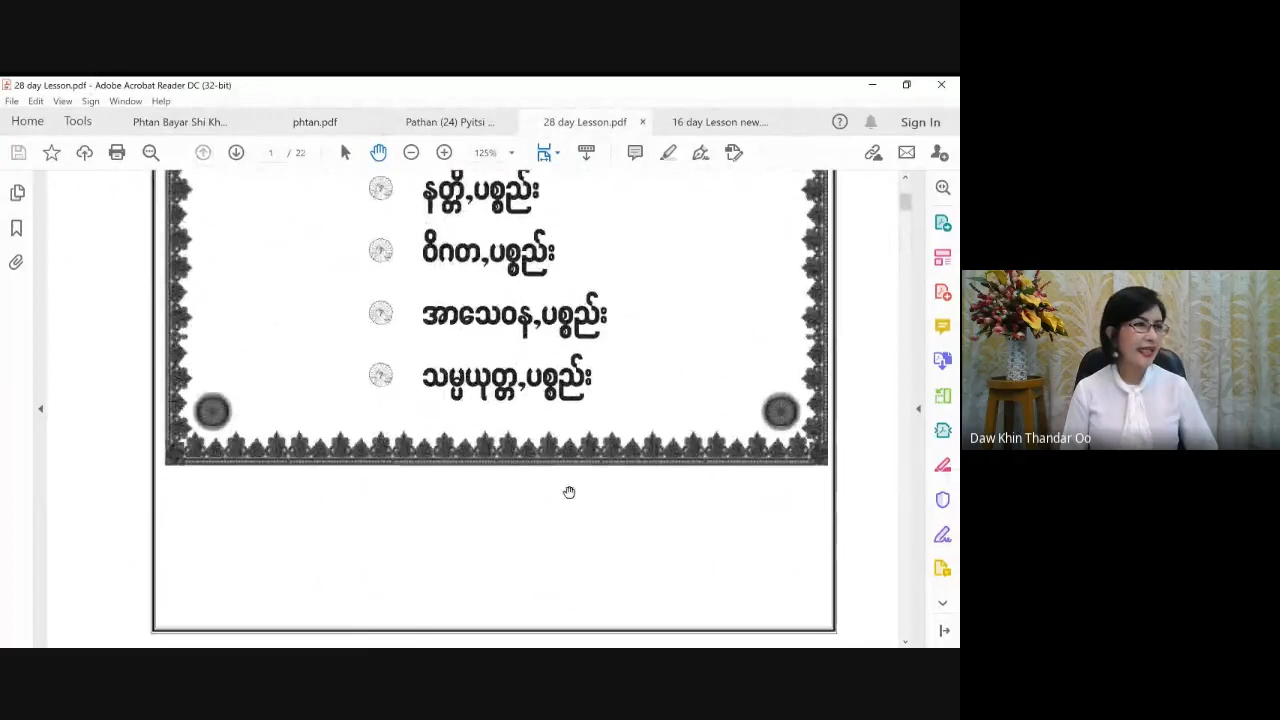 28 day Lesson.pdf - Adobe Acrobat Reader DC (32-bit)
File Edit View Sign Window Help
Home Tools Phtan Bayar Shi Kh... phtan.pdf Pathan (24) Pyitsi ... 28 day Lesson.pdf × 16 day Lesson new.... Sign In
1 / 22 125%
နတ္ထိ,ပစ္စည်း
ဝိဂတ,ပစ္စည်း
အာသေဝန,ပစ္စည်း
သမ္ပယုတ္တ,ပစ္စည်း
Daw Khin Thandar Oo